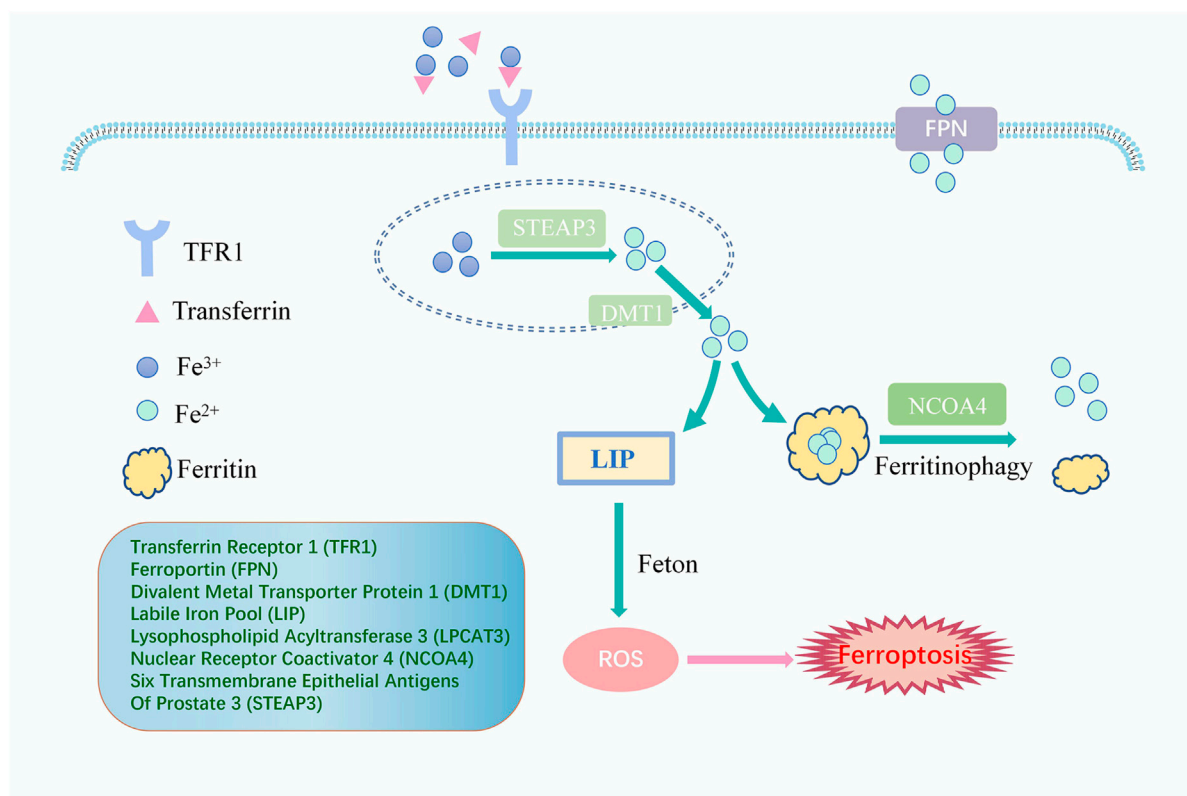 FPN
STEAP3
TFR1
DMT1
Transferrin
Fe3+
NCOA4
Fe2+
LIP
Ferritin
Ferritinophagy
Transferrin Receptor 1 (TFR1)
Ferroportin (FPN)
Divalent Metal Transporter Protein 1 (DMT1)
Labile Iron Pool (LIP)
Lysophospholipid Acyltransferase 3 (LPCAT3)
Nuclear Receptor Coactivator 4 (NCOA4)
Six Transmembrane Epithelial Antigens
Of Prostate 3 (STEAP3)
Feton
ROS
Ferroptosis